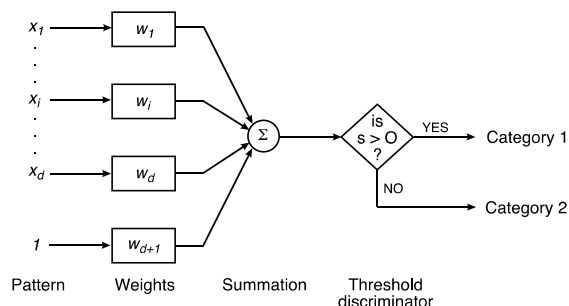 x1 w1
xi wi
Σ
is
s > O
?
YES
Category 1
NO
Category 2
xd wd
1 wd+1
Pattern Weights Summation Threshold
discriminator